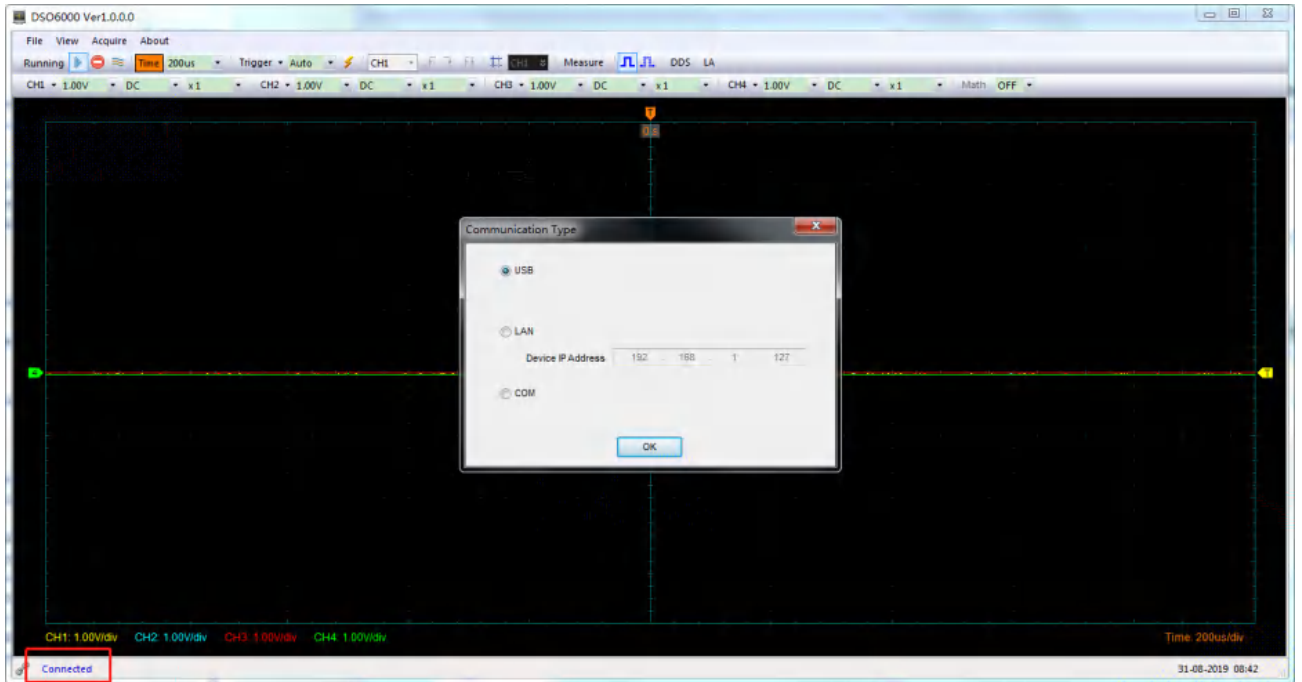 DSO6000 Ver1.0.0.0
File View Acquire About
Running Time 200us Trigger Auto CH1 CH1 Measure DDS LA
CH1 1.00V DC x1 CH2 1.00V DC x1 CH3 1.00V DC x1 CH4 1.00V DC x1 Math OFF
T
0 s
Communication Type
USB
LAN
Device IP Address 192 . 168 . 1 . 127
T
COM
OK
CH1: 1.00V/div CH2: 1.00V/div CH3: 1.00V/div CH4: 1.00V/div Time: 200us/div
Connected 31-08-2019 08:42